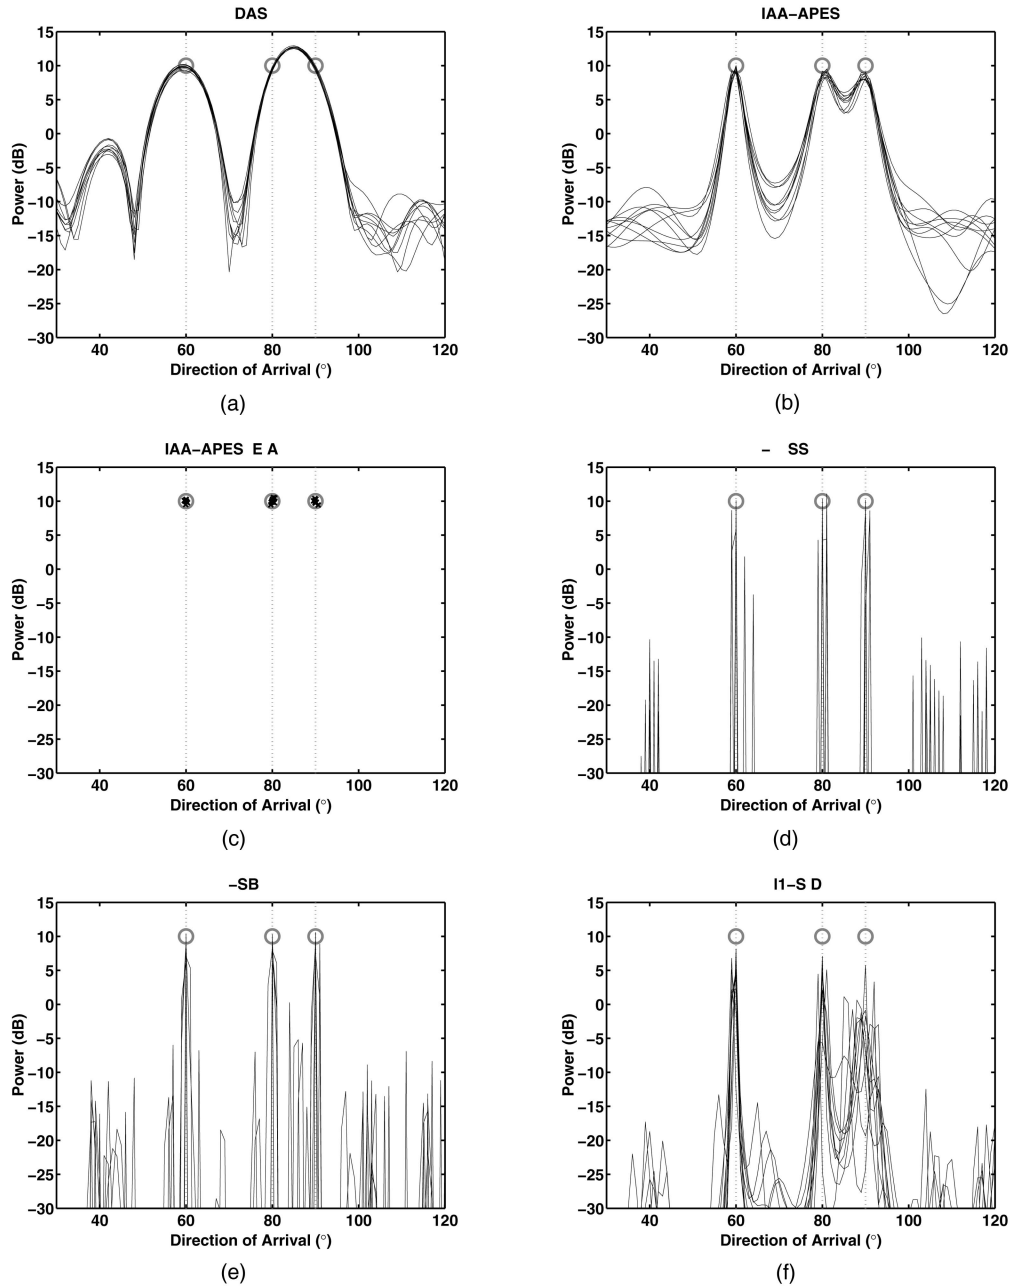 DAS
15
10
5
0
−5
−10
−15
−20
−25
−30
Power (dB)
40 60 80 100 120
Direction of Arrival (°)
(a)
IAA−APES
15
10
5
0
−5
−10
−15
−20
−25
−30
Power (dB)
40 60 80 100 120
Direction of Arrival (°)
(b)
IAA−APES E A
15
10
5
0
−5
−10
−15
−20
−25
−30
Power (dB)
40 60 80 100 120
Direction of Arrival (°)
(c)
− SS
15
10
5
0
−5
−10
−15
−20
−25
−30
Power (dB)
40 60 80 100 120
Direction of Arrival (°)
(d)
−SB
15
10
5
0
−5
−10
−15
−20
−25
−30
Power (dB)
40 60 80 100 120
Direction of Arrival (°)
(e)
l1−S D
15
10
5
0
−5
−10
−15
−20
−25
−30
Power (dB)
40 60 80 100 120
Direction of Arrival (°)
(f)